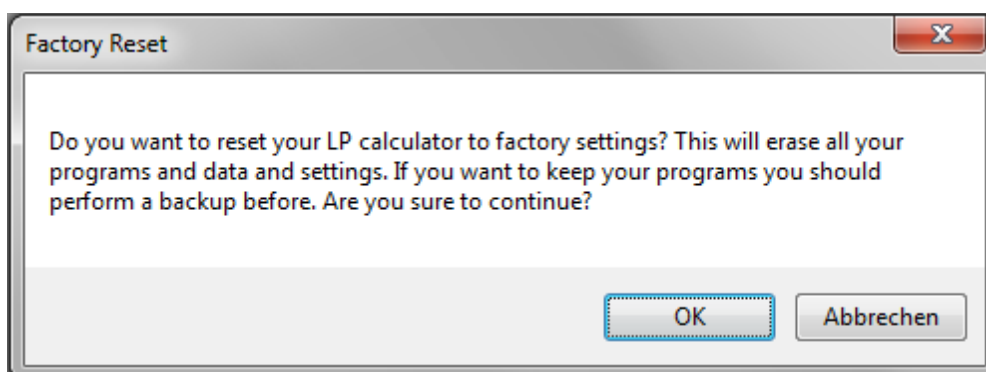 Factory Reset
Do you want to reset your LP calculator to factory settings? This will erase all your
programs and data and settings. If you want to keep your programs you should
perform a backup before. Are you sure to continue?
OK
Abbrechen